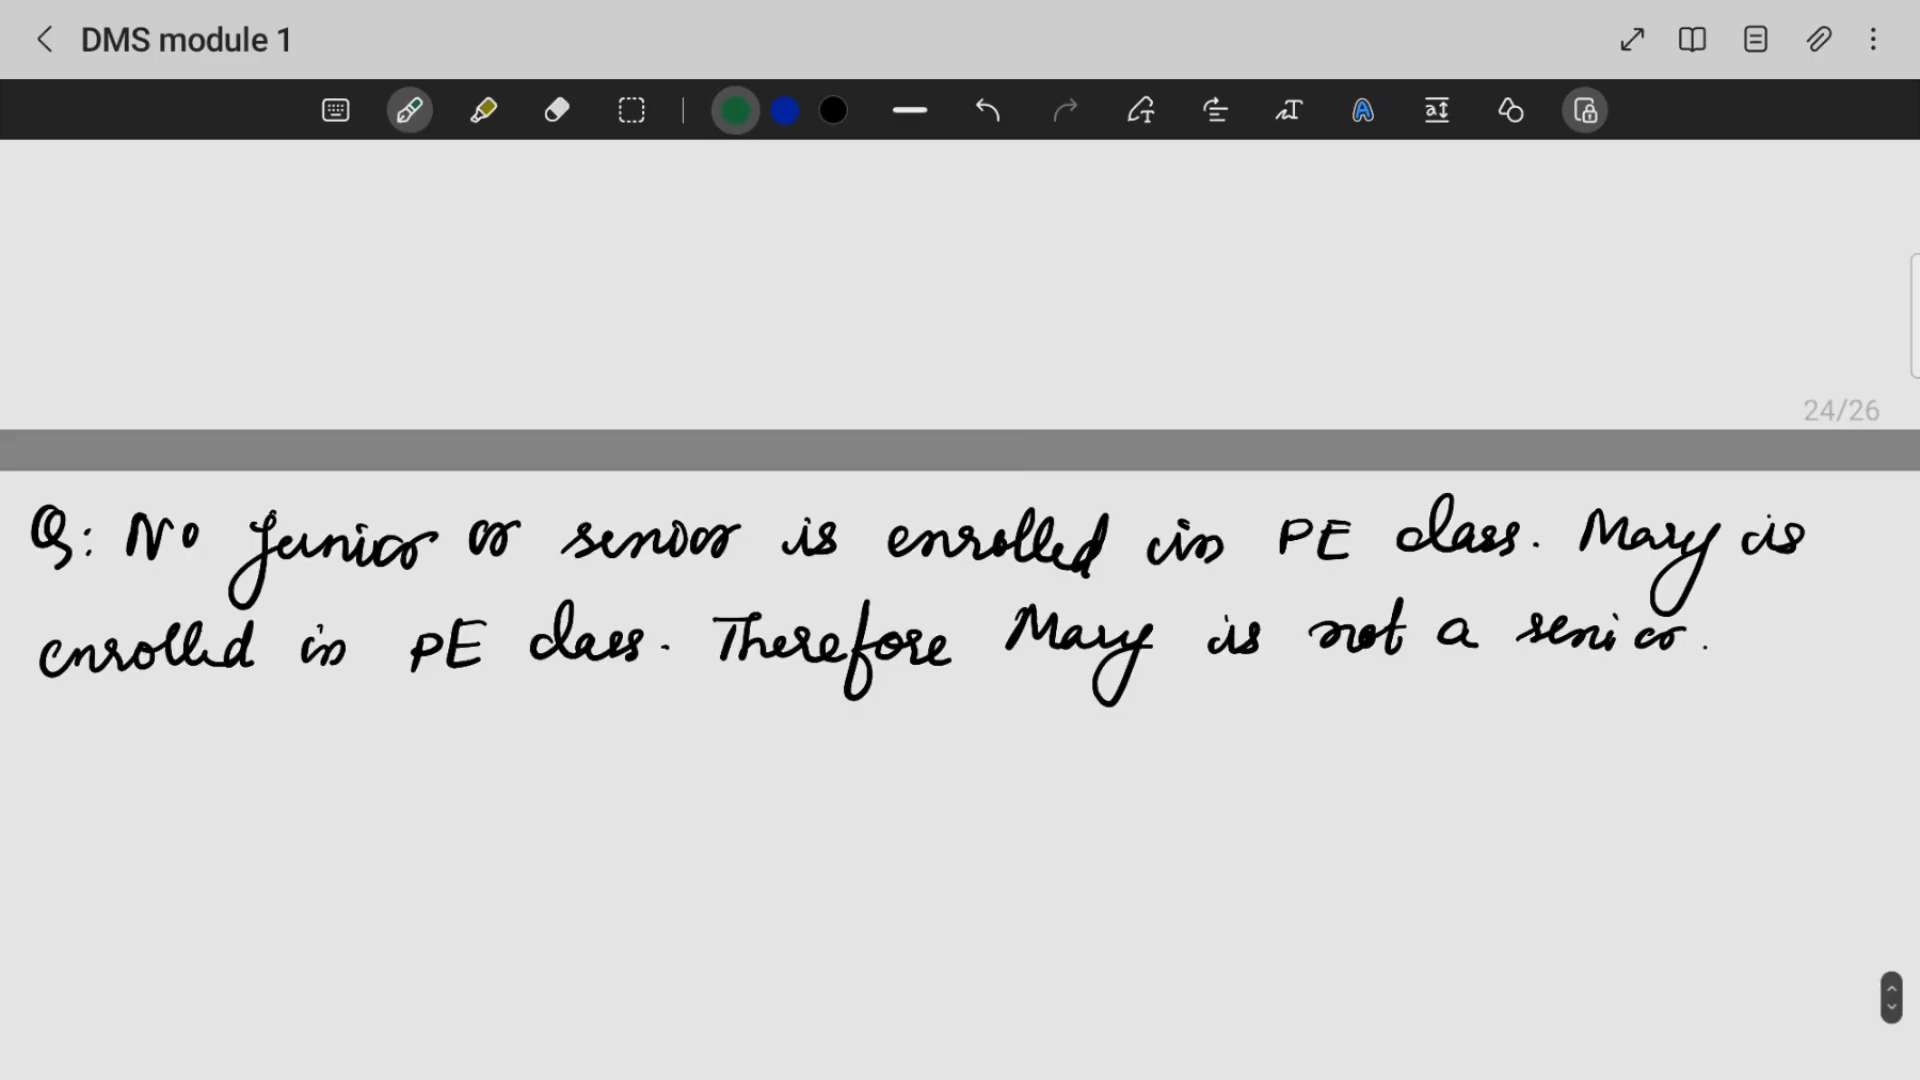 DMS module 1
24/26
Q: No junior or senior is enrolled in PE class. Mary is
enrolled in PE class. Therefore Mary is not a senior.